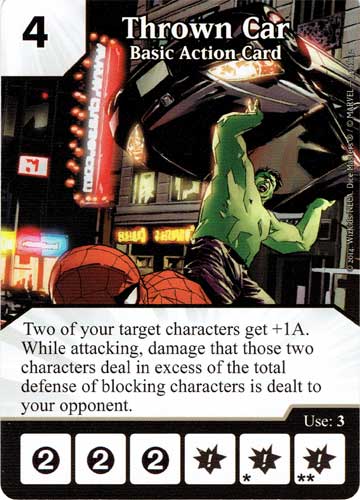 4
Thrown Car
Basic Action Card
Two of your target characters get +1A.
While attacking, damage that those two
characters deal in excess of the total
defense of blocking characters is dealt to
your opponent.
Use: 3
2 2 2 ! ! !
* **